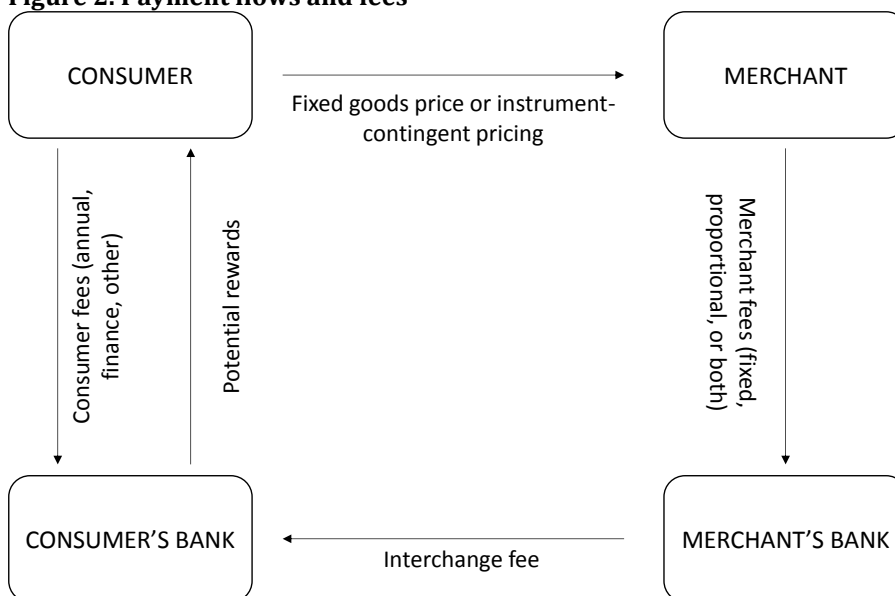 Figure 2. Payment flows and fees
CONSUMER
MERCHANT
Fixed goods price or instrument-
contingent pricing
Consumer fees (annual,
finance, other)
Potential rewards
Merchant fees (fixed,
proportional, or both)
CONSUMER’S BANK
MERCHANT’S BANK
Interchange fee